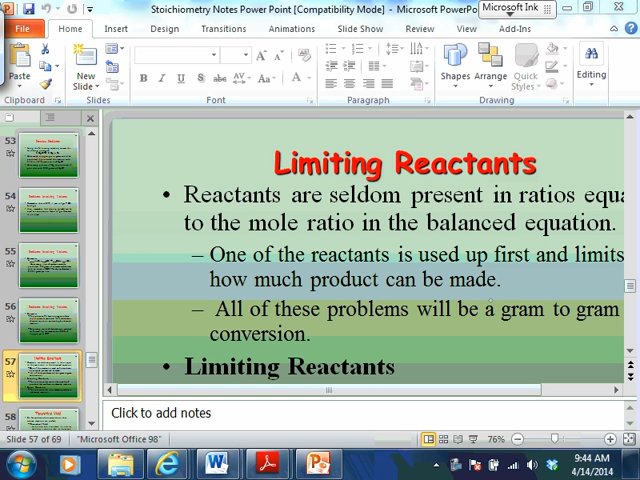 Stoichiometry Notes Power Point [Compatibility Mode] - Microsoft PowerPo
Microsoft Ink
File Home Insert Design Transitions Animations Slide Show Review View Add-Ins
Paste
New Slide
Shapes Arrange Quick Styles
Editing
B I U S abc AV Aa A A A
Clipboard Slides Font Paragraph Drawing
53
54
55
56
57
58
Limiting Reactants
• Reactants are seldom present in ratios equa
to the mole ratio in the balanced equation.
– One of the reactants is used up first and limits
how much product can be made.
– All of these problems will be a gram to gram
conversion.
• Limiting Reactants
Click to add notes
Slide 57 of 69 "Microsoft Office 98" 76%
9:44 AM
4/14/2014